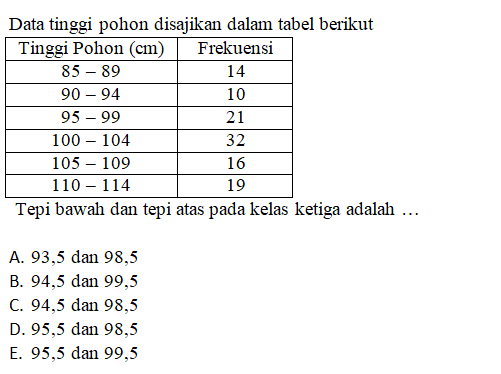 Data tinggi pohon disajikan dalam tabel berikut
Tinggi Pohon (cm) Frekuensi
85 – 89 14
90 – 94 10
95 – 99 21
100 – 104 32
105 – 109 16
110 – 114 19
Tepi bawah dan tepi atas pada kelas ketiga adalah …
A. 93,5 dan 98,5
B. 94,5 dan 99,5
C. 94,5 dan 98,5
D. 95,5 dan 98,5
E. 95,5 dan 99,5